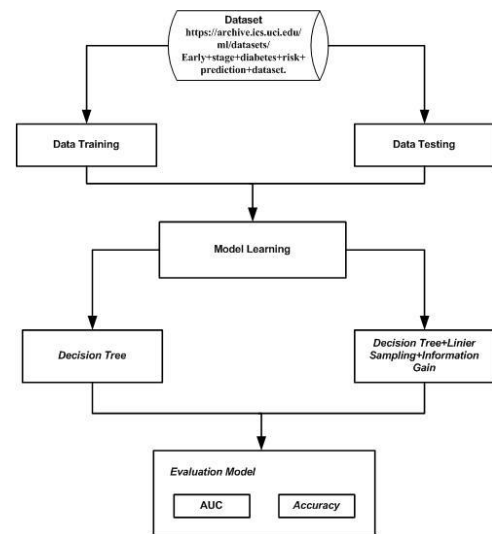 Dataset
https://archive.ics.uci.edu/
ml/datasets/
Early+stage+diabetes+risk+
prediction+dataset.
Data Training
Data Testing
Model Learning
Decision Tree
Decision Tree+Linier
Sampling+Information
Gain
Evaluation Model
AUC
Accuracy